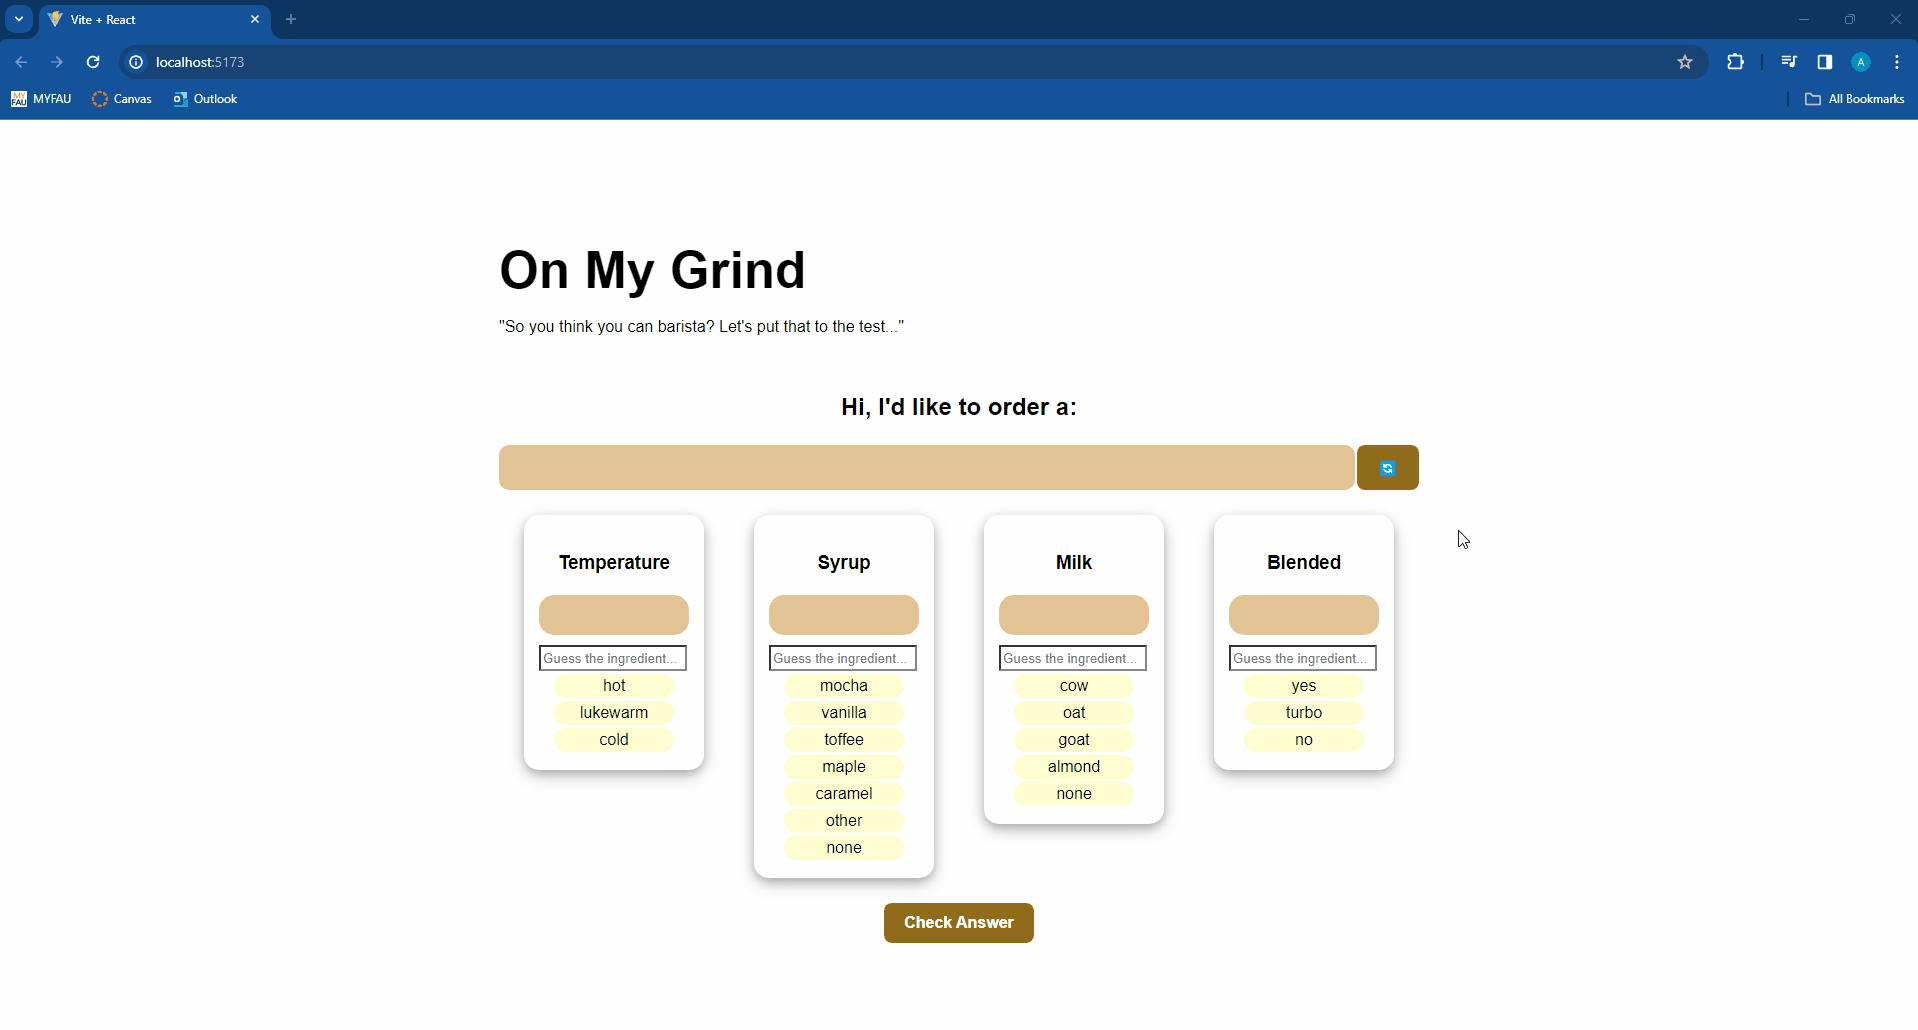 Vite + React
localhost:5173
A
MY FAU MYFAU Canvas Outlook All Bookmarks
On My Grind
"So you think you can barista? Let's put that to the test..."
Hi, I'd like to order a:
Temperature
Guess the ingredient...
hot
lukewarm
cold
Syrup
Guess the ingredient...
mocha
vanilla
toffee
maple
caramel
other
none
Milk
Guess the ingredient...
cow
oat
goat
almond
none
Blended
Guess the ingredient...
yes
turbo
no
Check Answer